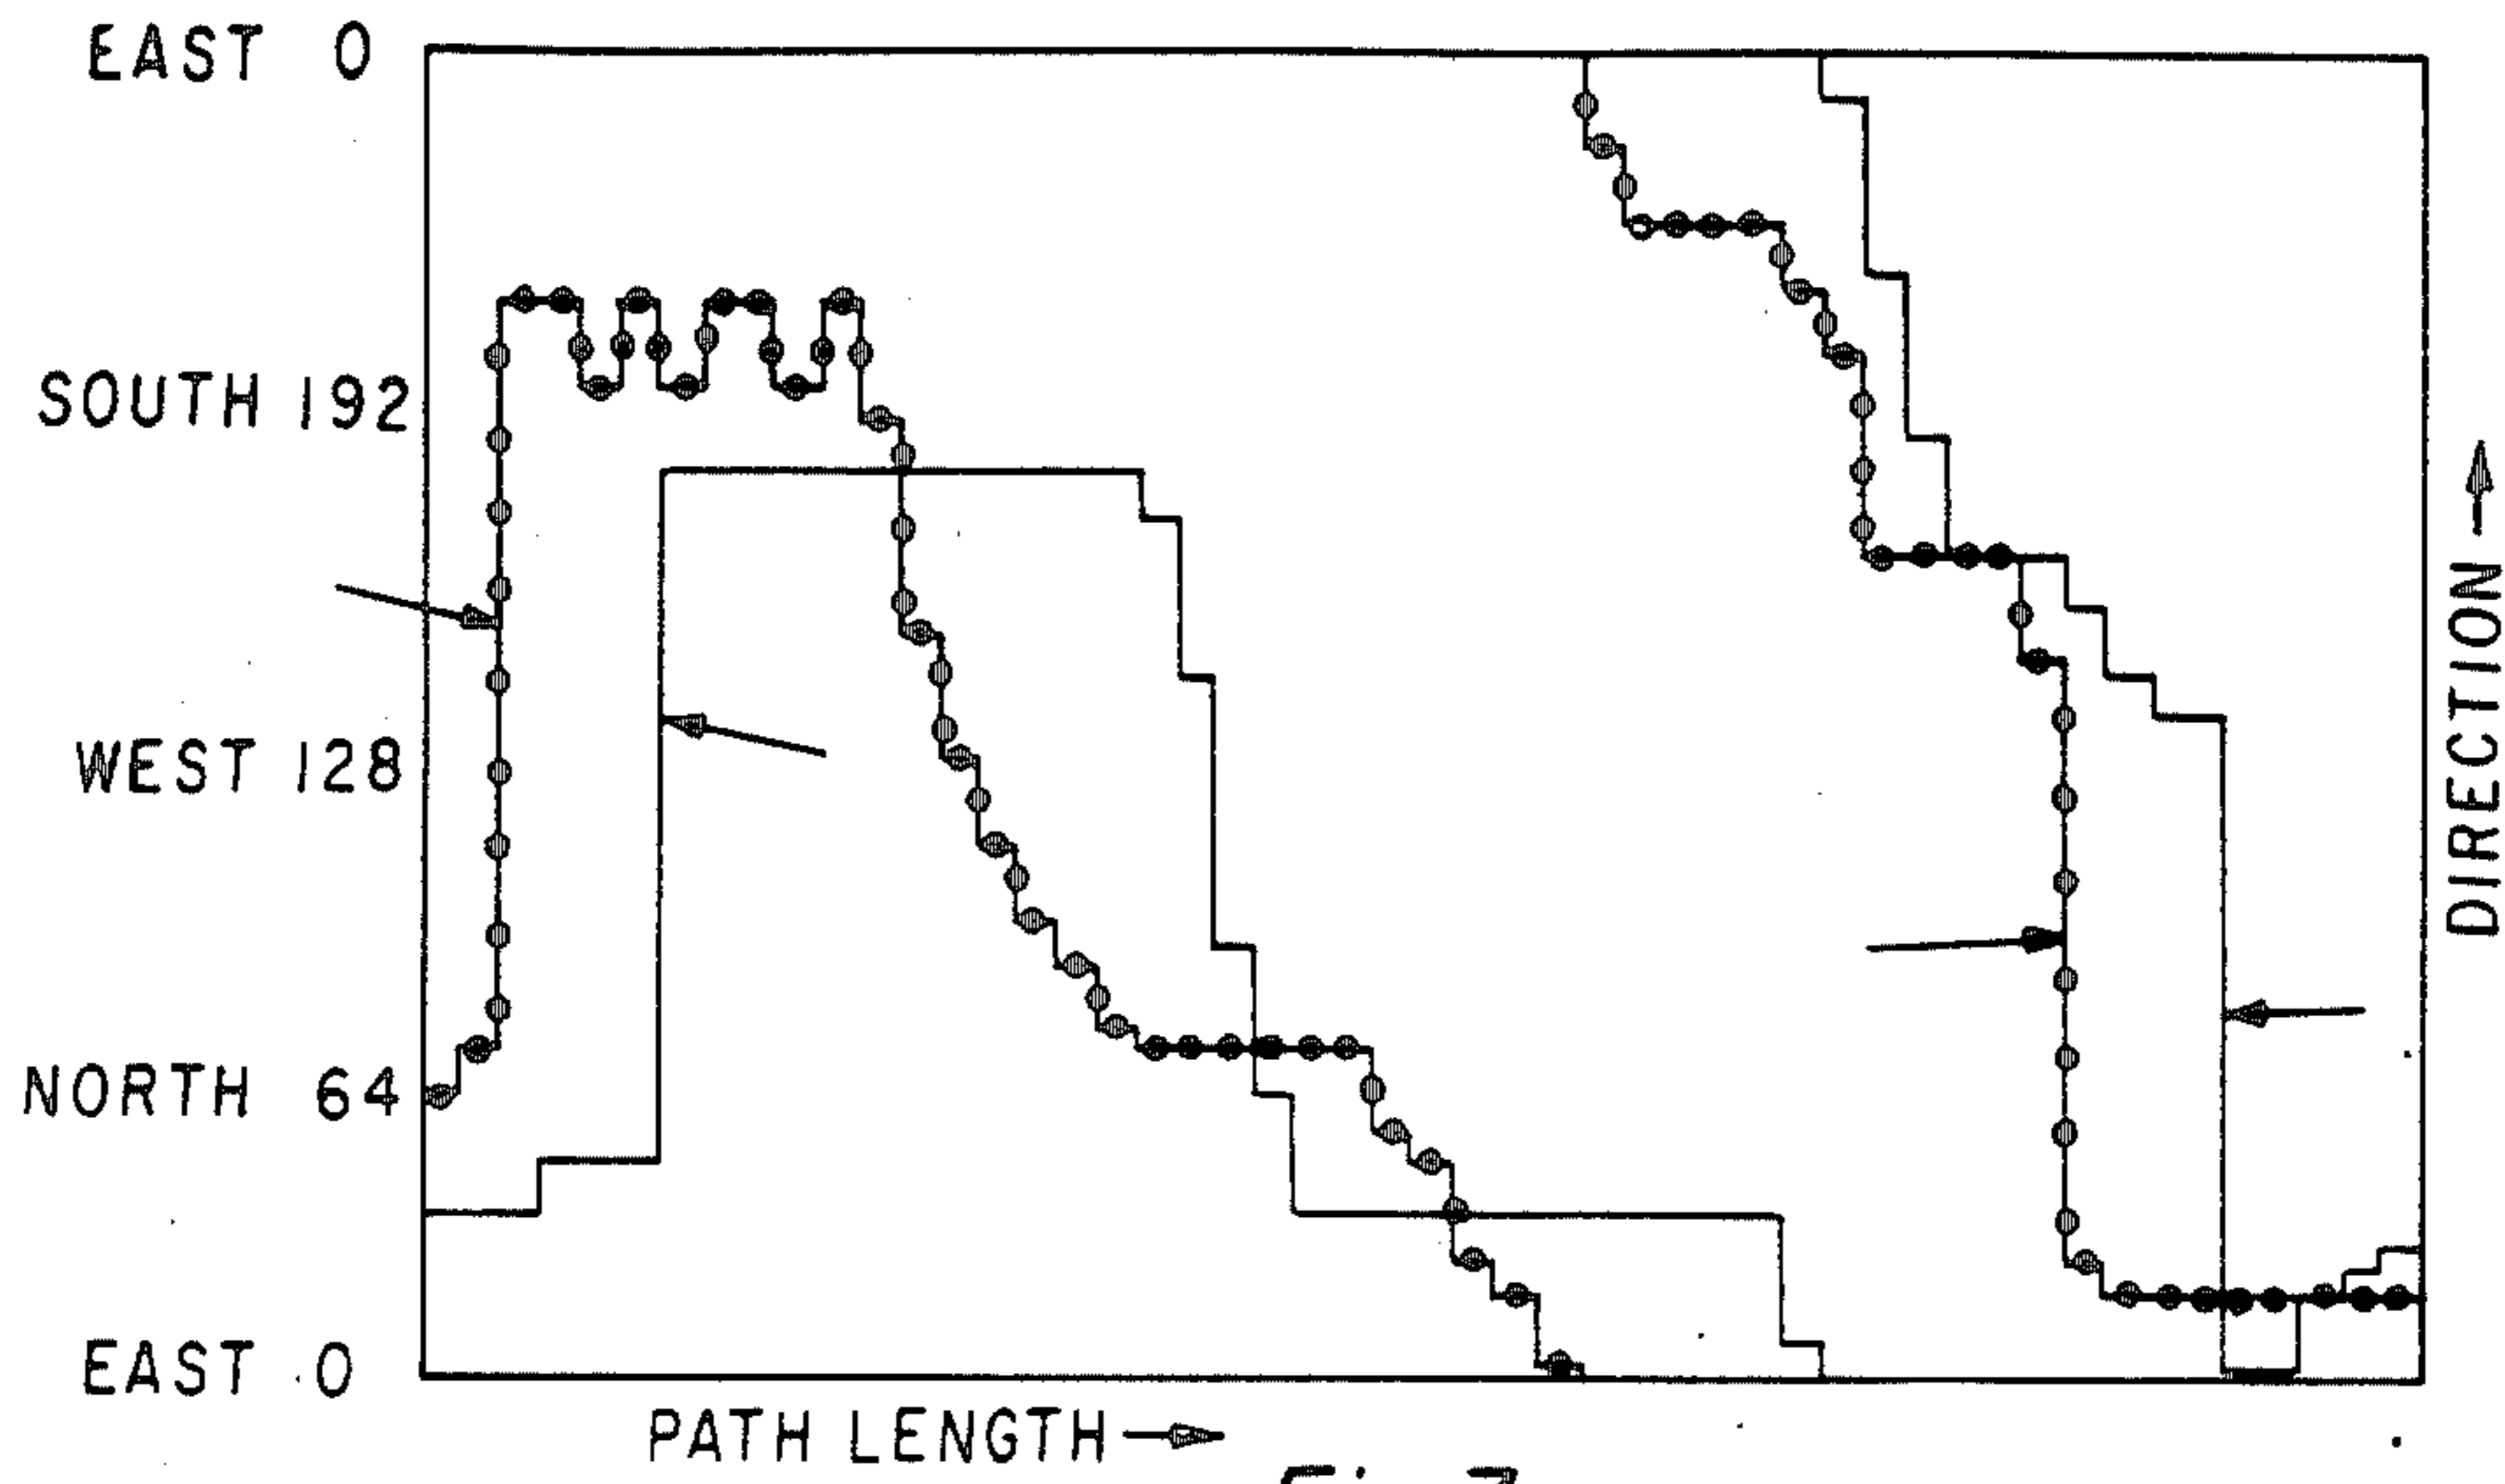 EAST 0
SOUTH 192
WEST 128
NORTH 64
EAST 0
PATH LENGTH
DIRECTION